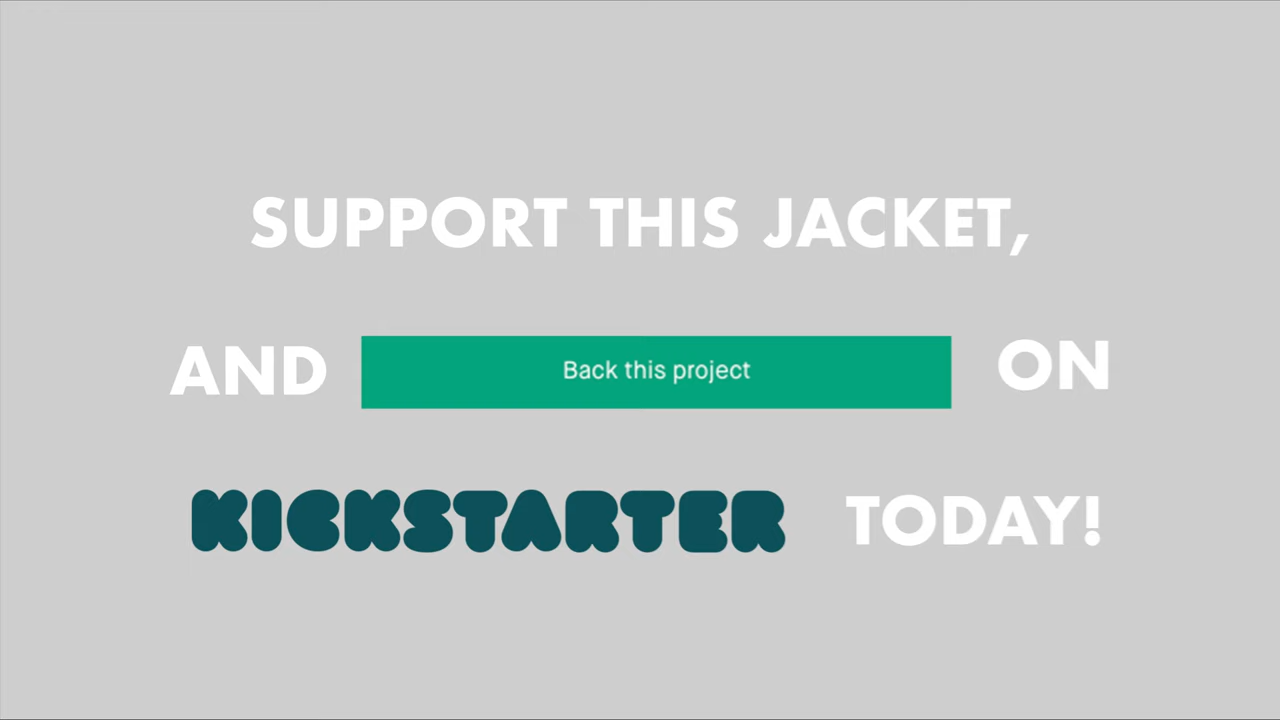 SUPPORT THIS JACKET,
AND Back this project ON
KICKSTARTER TODAY!